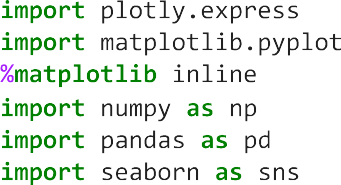 import plotly.express
import matplotlib.pyplot
%matplotlib inline
import numpy as np
import pandas as pd
import seaborn as sns